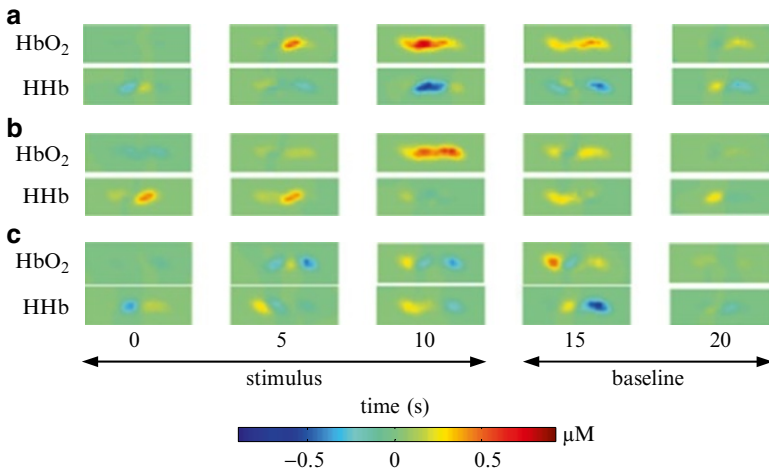 a
HbO₂
HHb
b
HbO₂
HHb
c
HbO₂
HHb
0 5 10 15 20
stimulus baseline
time (s)
μM
−0.5 0 0.5